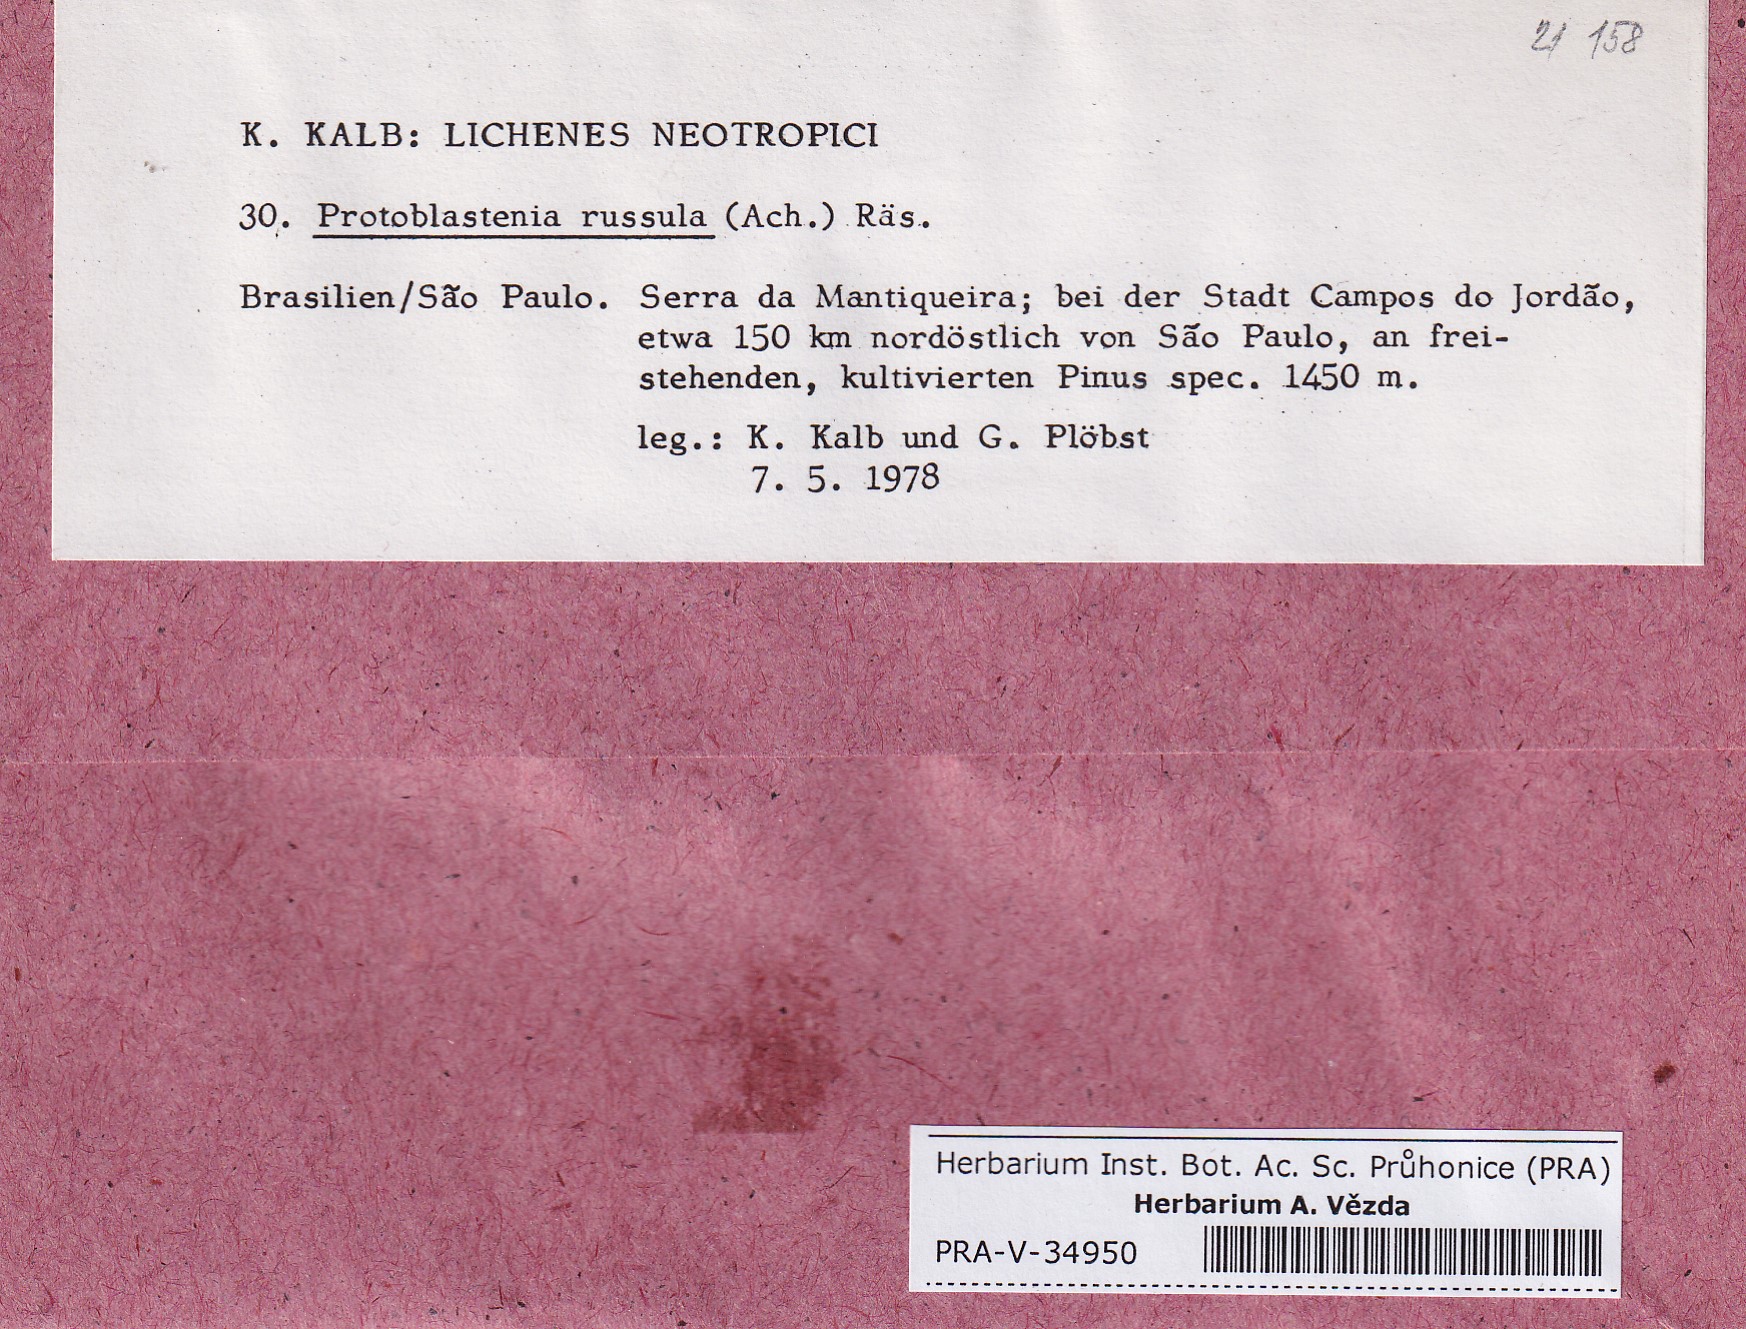 21 158
K. KALB: LICHENES NEOTROPICI
30. Protoblastenia russula (Ach.) Räs.
Brasilien/São Paulo. Serra da Mantiqueira; bei der Stadt Campos do Jordão,
etwa 150 km nordöstlich von São Paulo, an frei-
stehenden, kultivierten Pinus spec. 1450 m.
leg.: K. Kalb und G. Plöbst
7. 5. 1978
Herbarium Inst. Bot. Ac. Sc. Průhonice (PRA)
Herbarium A. Vězda
PRA-V-34950